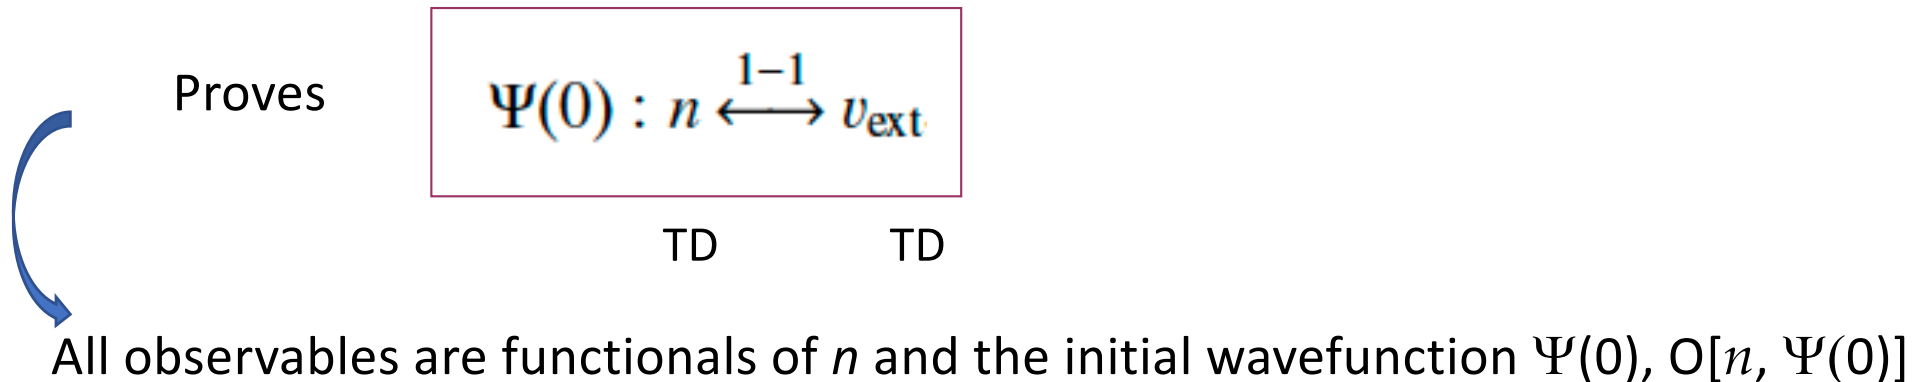 Proves
1–1
Ψ(0) : n ⟷ v_ext
TD TD
All observables are functionals of n and the initial wavefunction Ψ(0), O[n, Ψ(0)]